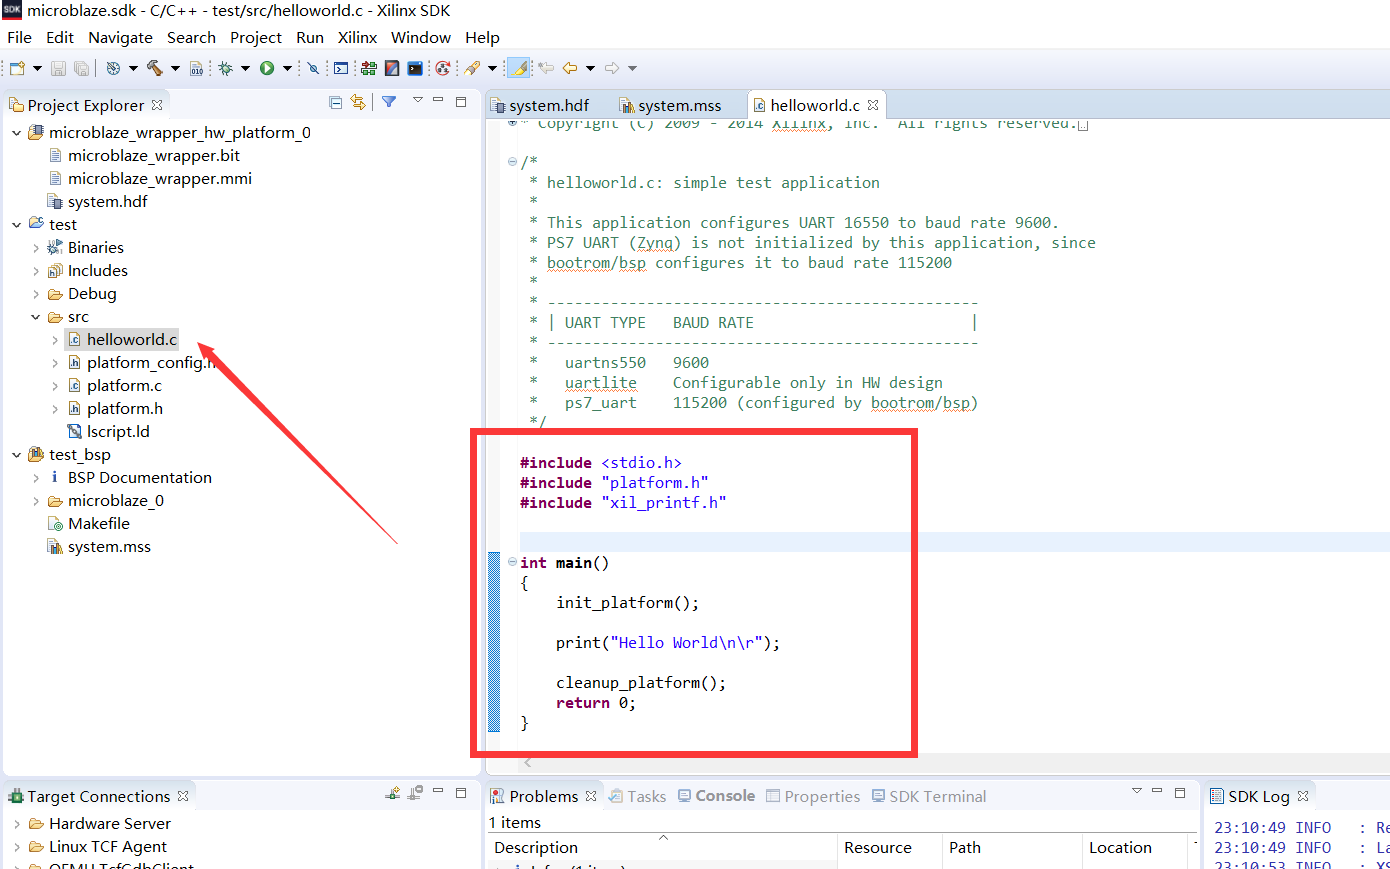 microblaze.sdk - C/C++ - test/src/helloworld.c - Xilinx SDK
File Edit Navigate Search Project Run Xilinx Window Help
Project Explorer
microblaze_wrapper_hw_platform_0
microblaze_wrapper.bit
microblaze_wrapper.mmi
system.hdf
test
Binaries
Includes
Debug
src
helloworld.c
platform_config.h
platform.c
platform.h
lscript.ld
test_bsp
BSP Documentation
microblaze_0
Makefile
system.mss
system.hdf system.mss helloworld.c
* Copyright (C) 2009 - 2014 Xilinx, Inc.  All rights reserved.
/*
* helloworld.c: simple test application
*
* This application configures UART 16550 to baud rate 9600.
* PS7 UART (Zynq) is not initialized by this application, since
* bootrom/bsp configures it to baud rate 115200
*
* ------------------------------------------------
* | UART TYPE   BAUD RATE                        |
* ------------------------------------------------
*   uartns550   9600
*   uartlite    Configurable only in HW design
*   ps7_uart    115200 (configured by bootrom/bsp)
*/
#include <stdio.h>
#include "platform.h"
#include "xil_printf.h"
int main()
{
init_platform();
print("Hello World\n\r");
cleanup_platform();
return 0;
}
Target Connections
Hardware Server
Linux TCF Agent
QEMU TcfGdbClient
Problems Tasks Console Properties SDK Terminal
1 items
Description Resource Path Location
SDK Log
23:10:49 INFO : Re
23:10:49 INFO : La
23:10:53 INFO : XS